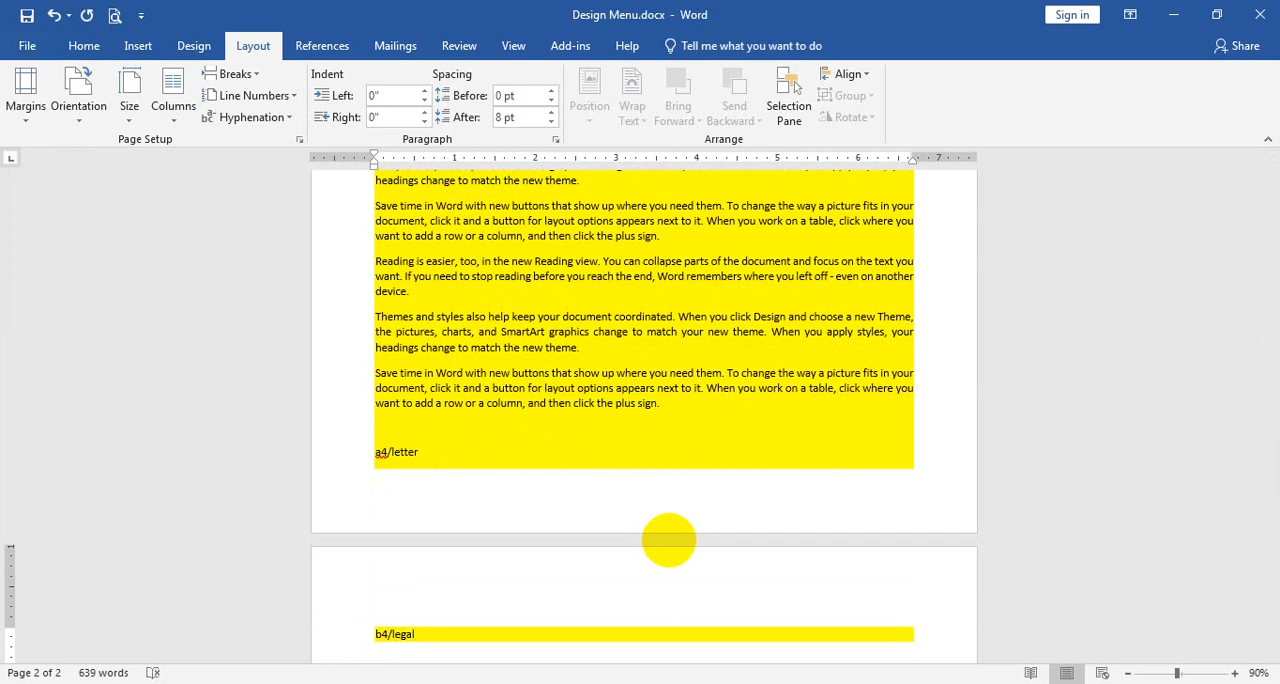 Design Menu.docx - Word
Sign in
File Home Insert Design Layout References Mailings Review View Add-ins Help Tell me what you want to do Share
Margins Orientation Size Columns
Breaks
Line Numbers
Hyphenation
Page Setup
Indent
Left: 0"
Right: 0"
Spacing
Before: 0 pt
After: 8 pt
Paragraph
Position
Wrap Text
Bring Forward
Send Backward
Selection Pane
Align
Group
Rotate
Arrange
1 2 3 4 5 6 7
headings change to match the new theme.
Save time in Word with new buttons that show up where you need them. To change the way a picture fits in your
document, click it and a button for layout options appears next to it. When you work on a table, click where you
want to add a row or a column, and then click the plus sign.
Reading is easier, too, in the new Reading view. You can collapse parts of the document and focus on the text you
want. If you need to stop reading before you reach the end, Word remembers where you left off - even on another
device.
Themes and styles also help keep your document coordinated. When you click Design and choose a new Theme,
the pictures, charts, and SmartArt graphics change to match your new theme. When you apply styles, your
headings change to match the new theme.
Save time in Word with new buttons that show up where you need them. To change the way a picture fits in your
document, click it and a button for layout options appears next to it. When you work on a table, click where you
want to add a row or a column, and then click the plus sign.
a4/letter
1
b4/legal
Page 2 of 2 639 words 90%